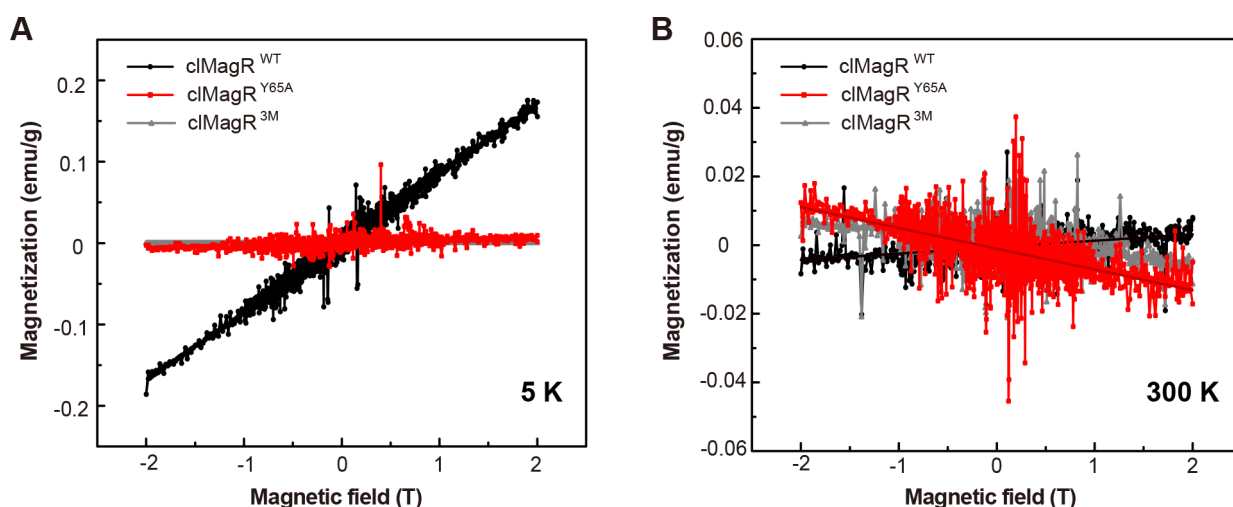 A
clMagR WT
clMagR Y65A
clMagR 3M
Magnetization (emu/g)
0.2
0.1
0
-0.1
-0.2
5 K
-2 -1 0 1 2
Magnetic field (T)
B
0.06
clMagR WT
clMagR Y65A
clMagR 3M
Magnetization (emu/g)
0.04
0.02
0
-0.02
-0.04
-0.06
300 K
-2 -1 0 1 2
Magnetic field (T)